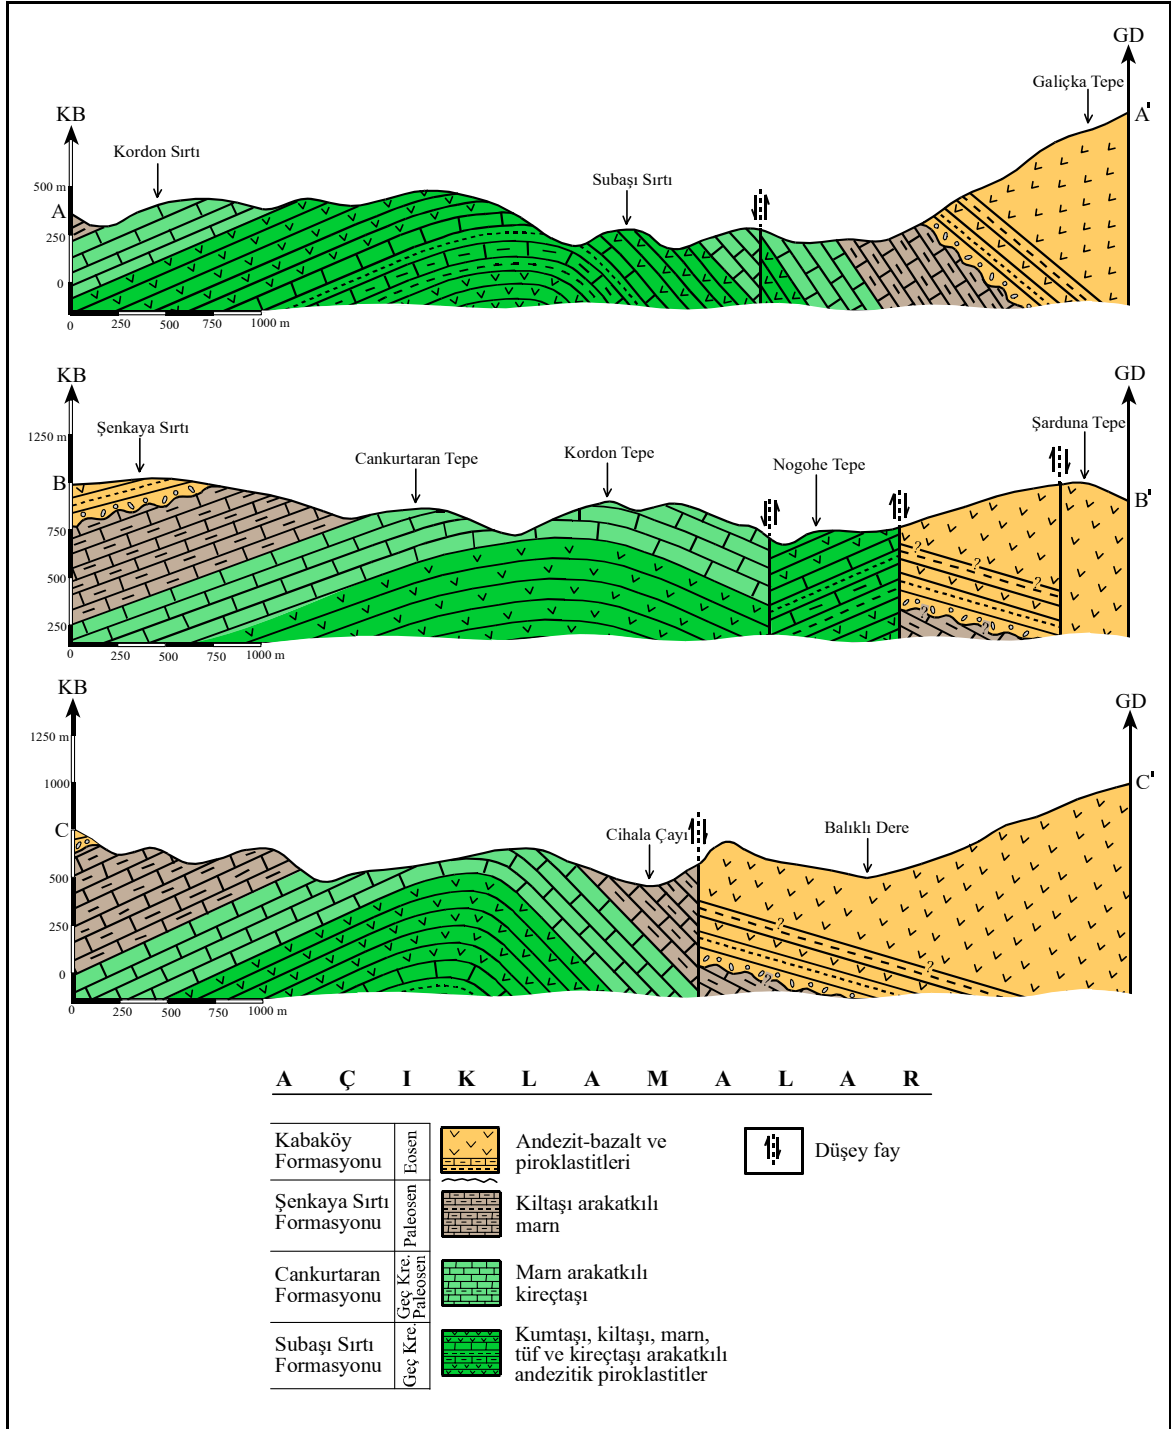 GD
Galiçka Tepe
KB
A'
Kordon Sırtı
Subaşı Sırtı
500 m
A
250
0
0
250
500
750
1000 m
KB
GD
Şenkaya Sırtı
Şarduna Tepe
1250 m
Cankurtaran Tepe
Kordon Tepe
Nogohe Tepe
B
B'
750
500
250
? ? ?
? ?
0
250
500
750
1000 m
KB
GD
1250 m
1000
C'
C
Cihala Çayı
Balıklı Dere
500
250
0
? ?
?
0
250
500
750
1000 m
A Ç I K L A M A L A R
Kabaköy
Formasyonu
Eosen
Andezit-bazalt ve
piroklastitleri
Düşey fay
Şenkaya Sırtı
Formasyonu
Paleosen
Kiltaşı arakatkılı
marn
Cankurtaran
Formasyonu
Geç Kre.
Paleosen
Marn arakatkılı
kireçtaşı
Subaşı Sırtı
Formasyonu
Geç Kre.
Kumtaşı, kiltaşı, marn,
tüf ve kireçtaşı arakatkılı
andezitik piroklastitler